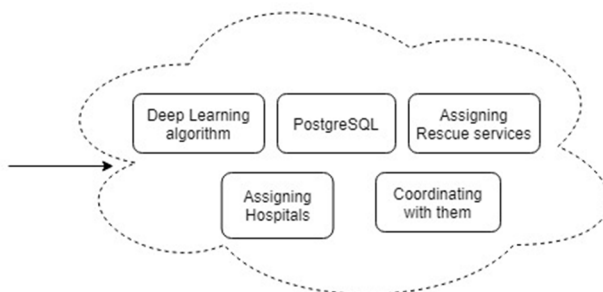 Deep Learning
algorithm
PostgreSQL
Assigning
Rescue services
Assigning
Hospitals
Coordinating
with them